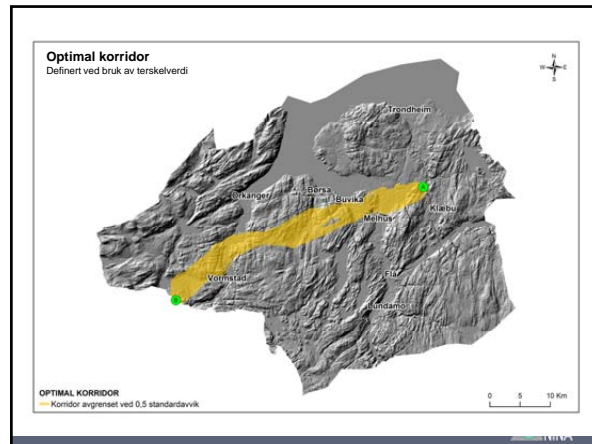 Optimal korridor
Definert ved bruk av terskelverdi
N
W E
S
Trondheim
Orkanger
Børsa
Buvika
Melhus
Klæbu
Vormstad
Flå
Lundamo
OPTIMAL KORRIDOR
Korridor avgrenset ved 0,5 standardavvik
0 5 10 Km
NINA